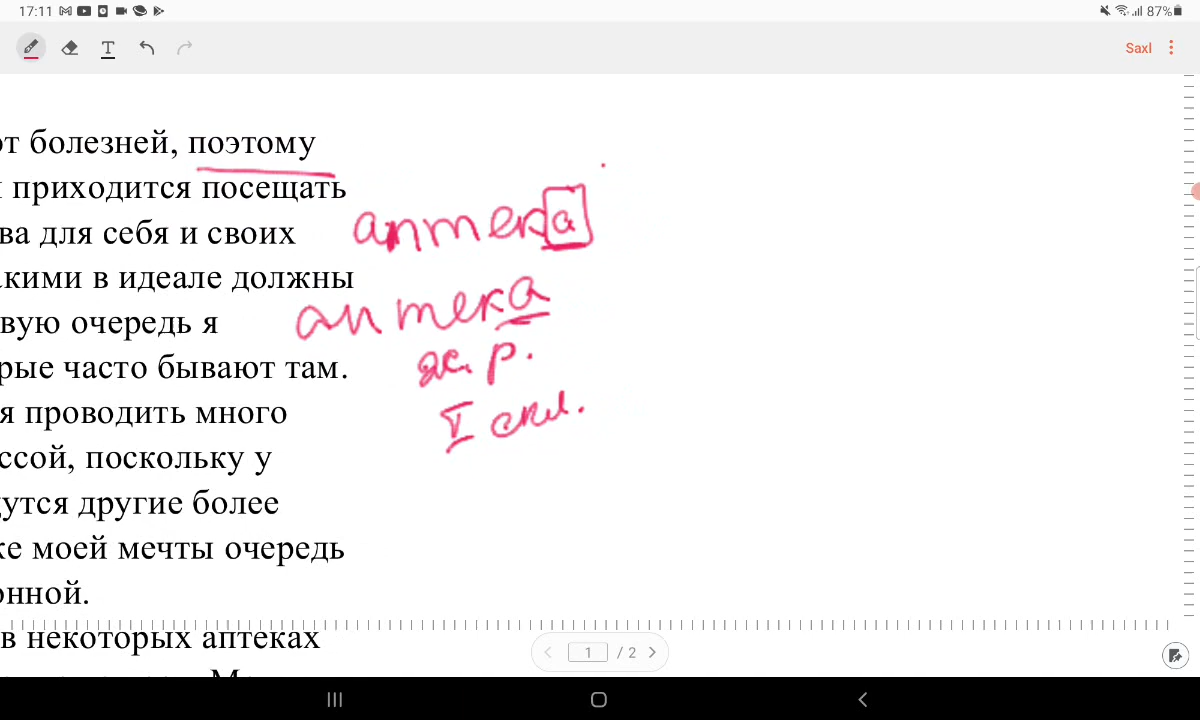 17:11 87%
T Saxl
от болезней, поэтому
приходится посещать
ва для себя и своих
акими в идеале должны
вую очередь я
рые часто бывают там.
я проводить много
ссой, поскольку у
утся другие более
ке моей мечты очередь
онной.
в некоторых аптеках
аптека
аптека
ж. р.
I скл.
1 / 2